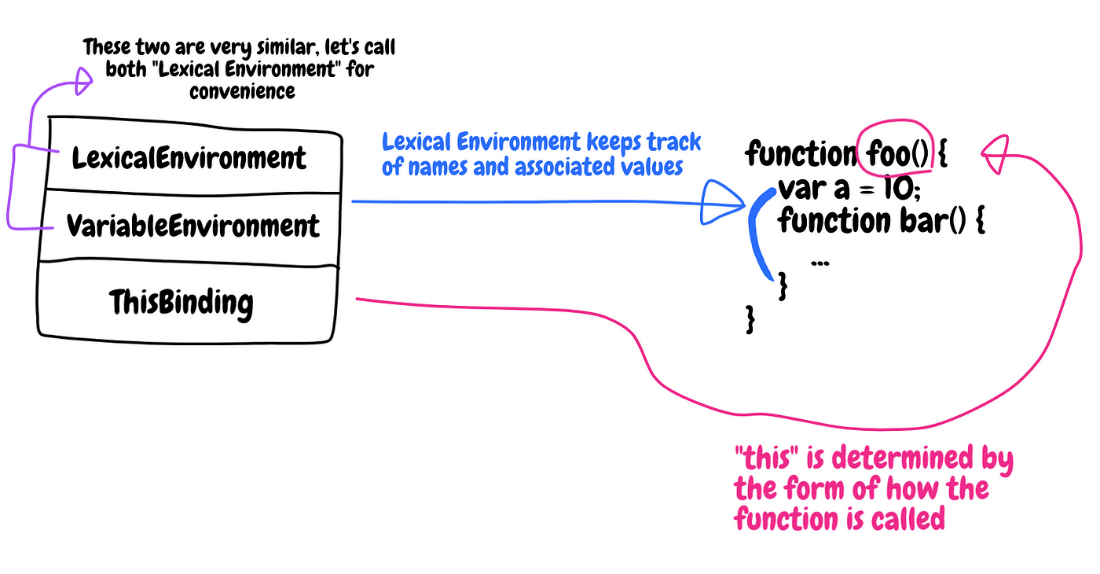 These two are very similar, let's call
both "Lexical Environment" for
convenience
LexicalEnvironment
VariableEnvironment
ThisBinding
Lexical Environment keeps track
of names and associated values
function foo() {
var a = 10;
function bar() {
...
}
}
"this" is determined by
the form of how the
function is called